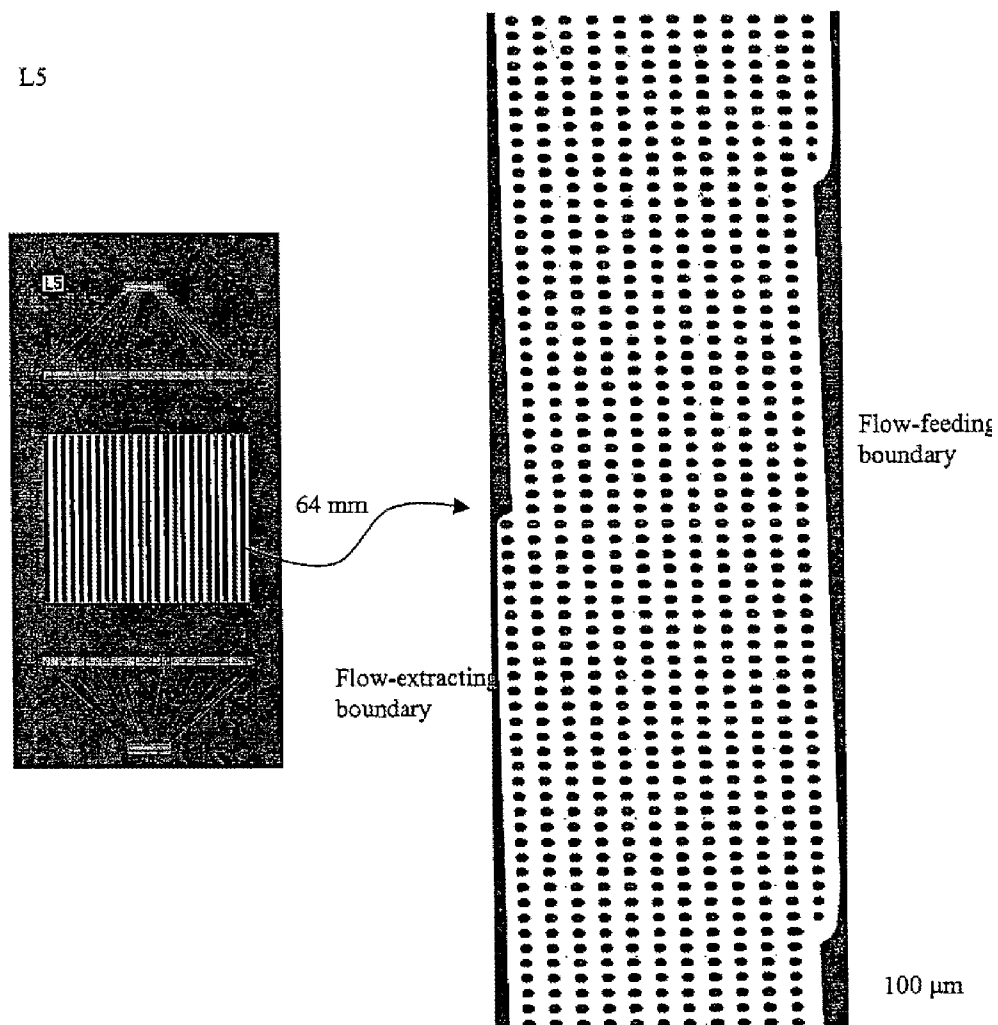 L5
L5
64 mm
Flow-feeding
boundary
Flow-extracting
boundary
100 μm